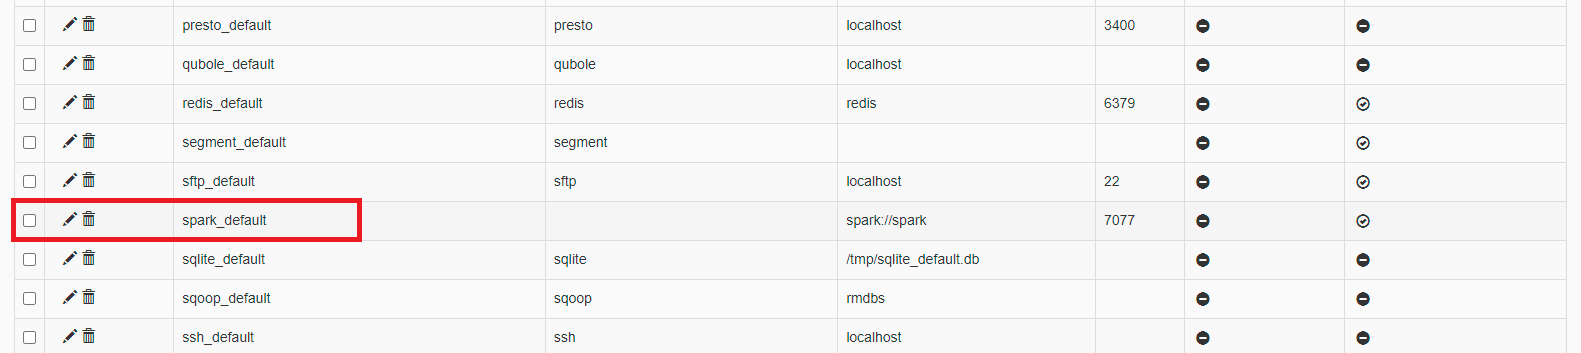 presto_default presto localhost 3400
qubole_default qubole localhost
redis_default redis redis 6379
segment_default segment
sftp_default sftp localhost 22
spark_default spark://spark 7077
sqlite_default sqlite /tmp/sqlite_default.db
sqoop_default sqoop rmdbs
ssh_default ssh localhost